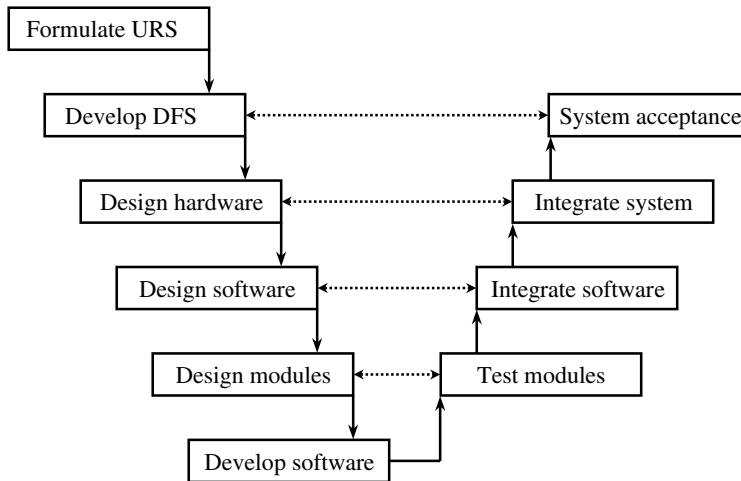 Formulate URS
Develop DFS
System acceptance
Design hardware
Integrate system
Design software
Integrate software
Design modules
Test modules
Develop software